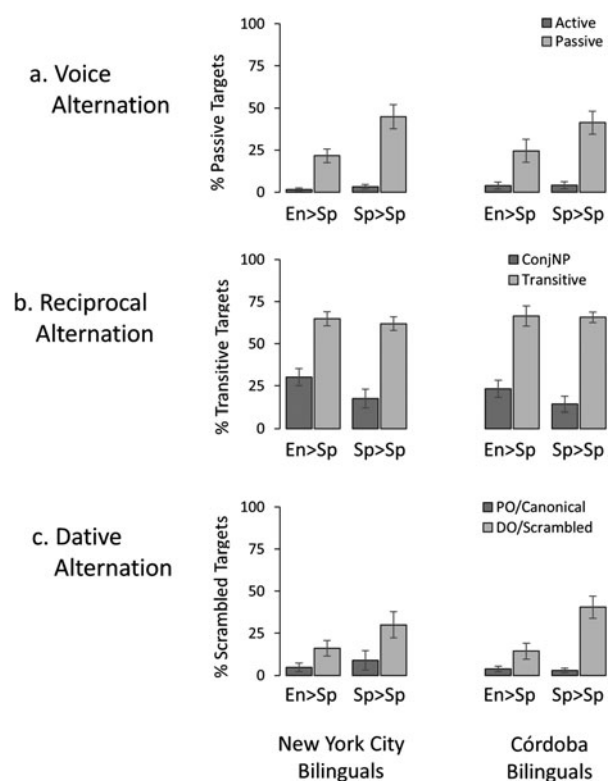 a. Voice
Alternation
Active
Passive
% Passive Targets
100
75
50
25
0
En>Sp Sp>Sp En>Sp Sp>Sp
b. Reciprocal
Alternation
ConjNP
Transitive
% Transitive Targets
100
75
50
25
0
En>Sp Sp>Sp En>Sp Sp>Sp
c. Dative
Alternation
PO/Canonical
DO/Scrambled
% Scrambled Targets
100
75
50
25
0
En>Sp Sp>Sp En>Sp Sp>Sp
New York City
Bilinguals
Córdoba
Bilinguals